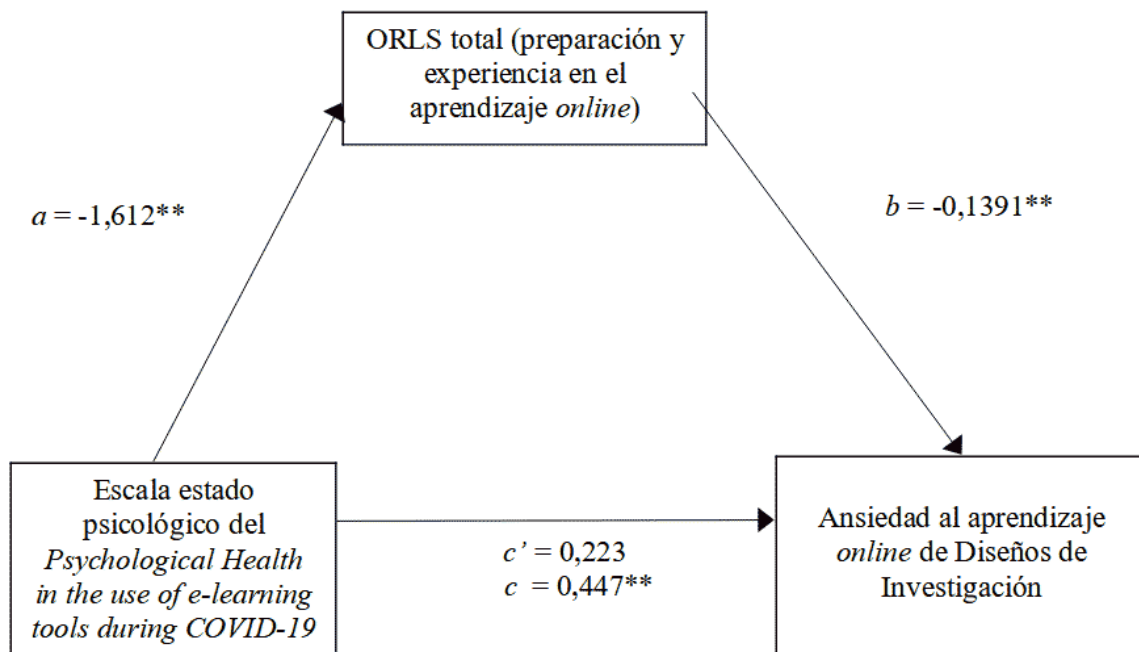 ORLS total (preparación y
experiencia en el
aprendizaje online)
a = -1,612**
b = -0,1391**
Escala estado
psicológico del
Psychological Health
in the use of e-learning
tools during COVID-19
c’ = 0,223
c = 0,447**
Ansiedad al aprendizaje
online de Diseños de
Investigación